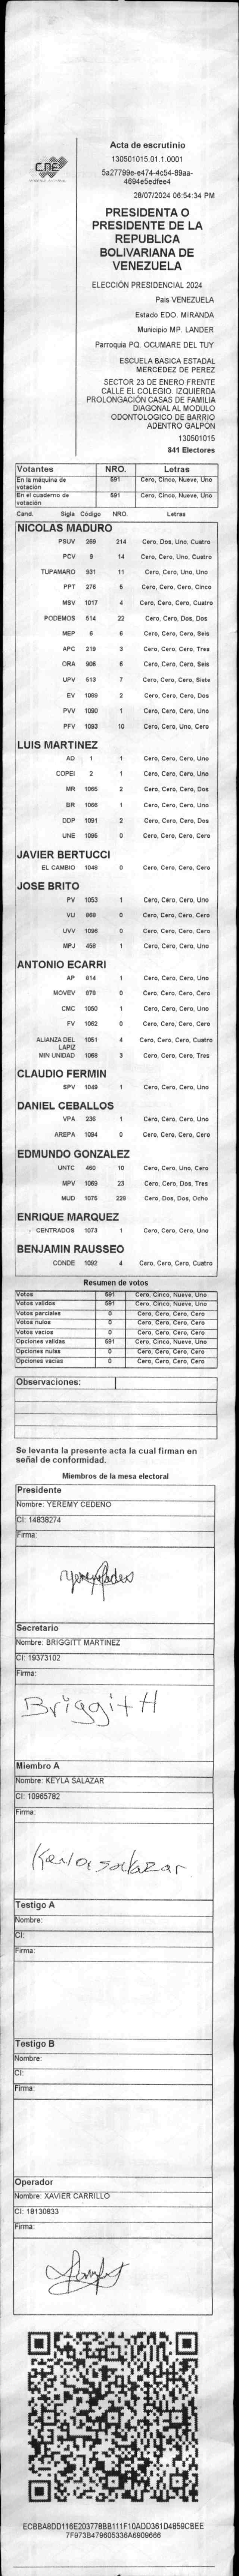 CNE
Acta de escrutinio
130501015.01.1.0001
5a27799e-e474-4c54-89aa-
4694e5edfee4
28/07/2024 06:54:34 PM
PRESIDENTA O
PRESIDENTE DE LA
REPUBLICA
BOLIVARIANA DE
VENEZUELA
ELECCIÓN PRESIDENCIAL 2024
País VENEZUELA
Estado EDO. MIRANDA
Municipio MP. LANDER
Parroquia PQ. OCUMARE DEL TUY
ESCUELA BASICA ESTADAL
MERCEDEZ DE PEREZ
SECTOR 23 DE ENERO FRENTE
CALLE EL COLEGIO IZQUIERDA
PROLONGACIÓN CASAS DE FAMILIA
DIAGONAL AL MODULO
ODONTOLOGICO DE BARRIO
ADENTRO GALPÓN
130501015
841 Electores
Votantes NRO. Letras
En la máquina de votación 591 Cero, Cinco, Nueve, Uno
En el cuaderno de votación 591 Cero, Cinco, Nueve, Uno
Cand. Sigla Código NRO. Letras
NICOLAS MADURO
PSUV 269 214 Cero, Dos, Uno, Cuatro
PCV 9 14 Cero, Cero, Uno, Cuatro
TUPAMARO 931 11 Cero, Cero, Uno, Uno
PPT 276 5 Cero, Cero, Cero, Cinco
MSV 1017 4 Cero, Cero, Cero, Cuatro
PODEMOS 514 22 Cero, Cero, Dos, Dos
MEP 6 6 Cero, Cero, Cero, Seis
APC 219 3 Cero, Cero, Cero, Tres
ORA 906 6 Cero, Cero, Cero, Seis
UPV 513 7 Cero, Cero, Cero, Siete
EV 1089 2 Cero, Cero, Cero, Dos
PVV 1090 1 Cero, Cero, Cero, Uno
PFV 1093 10 Cero, Cero, Uno, Cero
LUIS MARTINEZ
AD 1 1 Cero, Cero, Cero, Uno
COPEI 2 1 Cero, Cero, Cero, Uno
MR 1065 2 Cero, Cero, Cero, Dos
BR 1066 1 Cero, Cero, Cero, Uno
DDP 1091 2 Cero, Cero, Cero, Dos
UNE 1095 0 Cero, Cero, Cero, Cero
JAVIER BERTUCCI
EL CAMBIO 1048 0 Cero, Cero, Cero, Cero
JOSE BRITO
PV 1053 1 Cero, Cero, Cero, Uno
VU 869 0 Cero, Cero, Cero, Cero
UVV 1096 0 Cero, Cero, Cero, Cero
MPJ 458 1 Cero, Cero, Cero, Uno
ANTONIO ECARRI
AP 814 1 Cero, Cero, Cero, Uno
MOVEV 879 0 Cero, Cero, Cero, Cero
CMC 1050 1 Cero, Cero, Cero, Uno
FV 1062 0 Cero, Cero, Cero, Cero
ALIANZA DEL LAPIZ 1051 4 Cero, Cero, Cero, Cuatro
MIN UNIDAD 1068 3 Cero, Cero, Cero, Tres
CLAUDIO FERMIN
SPV 1049 1 Cero, Cero, Cero, Uno
DANIEL CEBALLOS
VPA 236 1 Cero, Cero, Cero, Uno
AREPA 1094 0 Cero, Cero, Cero, Cero
EDMUNDO GONZALEZ
UNTC 460 10 Cero, Cero, Uno, Cero
MPV 1069 23 Cero, Cero, Dos, Tres
MUD 1075 228 Cero, Dos, Dos, Ocho
ENRIQUE MARQUEZ
CENTRADOS 1073 1 Cero, Cero, Cero, Uno
BENJAMIN RAUSSEO
CONDE 1092 4 Cero, Cero, Cero, Cuatro
Resumen de votos
Votos 591 Cero, Cinco, Nueve, Uno
Votos validos 591 Cero, Cinco, Nueve, Uno
Votos parciales 0 Cero, Cero, Cero, Cero
Votos nulos 0 Cero, Cero, Cero, Cero
Votos vacios 0 Cero, Cero, Cero, Cero
Opciones validas 591 Cero, Cinco, Nueve, Uno
Opciones nulas 0 Cero, Cero, Cero, Cero
Opciones vacias 0 Cero, Cero, Cero, Cero
Observaciones:
Se levanta la presente acta la cual firman en
señal de conformidad.
Miembros de la mesa electoral
Presidente
Nombre: YEREMY CEDEÑO
CI: 14838274
Firma:
Secretario
Nombre: BRIGGITT MARTINEZ
CI: 19373102
Firma:
Briggitt
Miembro A
Nombre: KEYLA SALAZAR
CI: 10965782
Firma:
Keyla salazar
Testigo A
Nombre:
CI:
Firma:
Testigo B
Nombre:
CI:
Firma:
Operador
Nombre: XAVIER CARRILLO
CI: 18130833
Firma:
ECBBA8DD116E203778BB111F10ADD361D4859CBEE
7F973B479605336A6909666